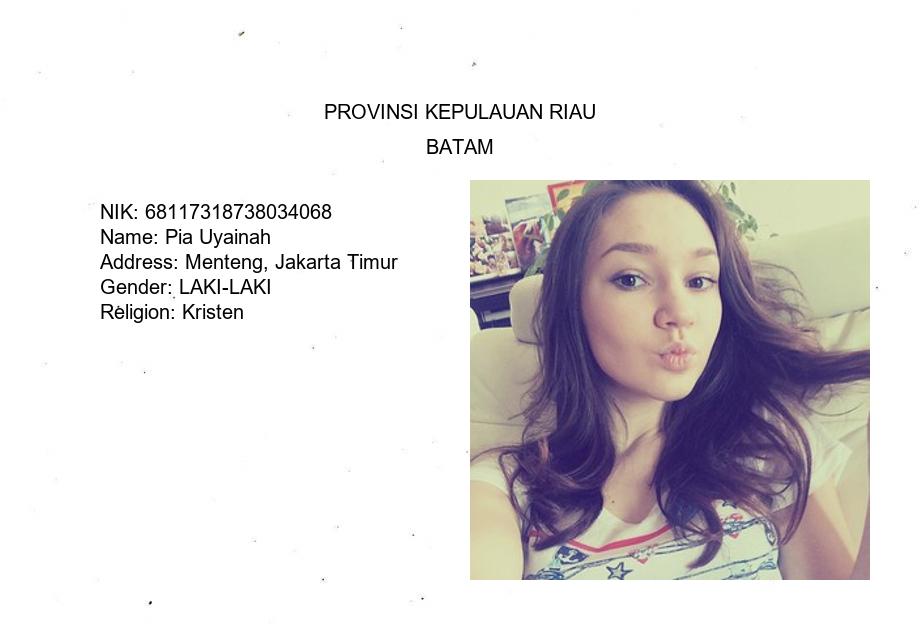 PROVINSI KEPULAUAN RIAU
BATAM
NIK: 68117318738034068
Name: Pia Uyainah
Address: Menteng, Jakarta Timur
Gender: LAKI-LAKI
Religion: Kristen